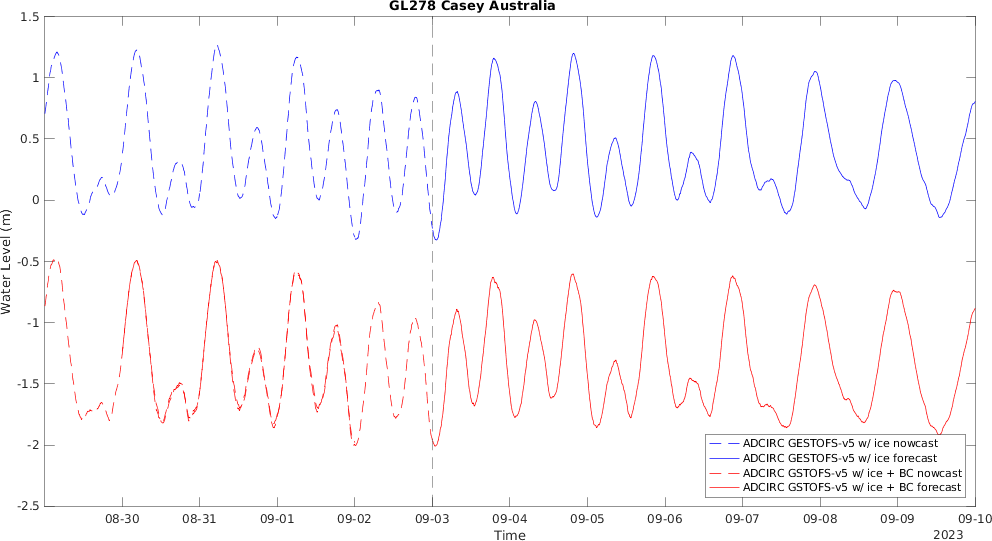 GL278 Casey Australia
1.5
1
0.5
0
-0.5
-1
-1.5
-2
-2.5
Water Level (m)
ADCIRC GESTOFS-v5 w/ ice nowcast
ADCIRC GESTOFS-v5 w/ ice forecast
ADCIRC GSTOFS-v5 w/ ice + BC nowcast
ADCIRC GSTOFS-v5 w/ ice + BC forecast
08-30 08-31 09-01 09-02 09-03 09-04 09-05 09-06 09-07 09-08 09-09 09-10
Time
2023